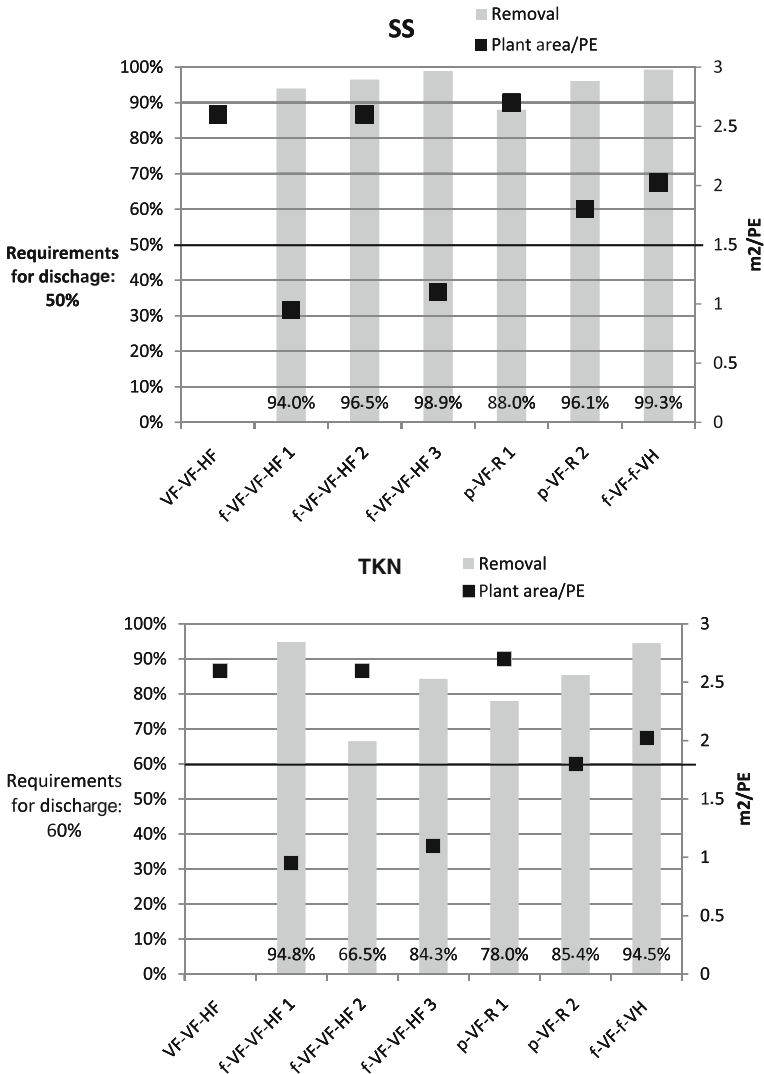 SS
Removal
Plant area/PE
100%
90%
80%
70%
60%
50%
40%
30%
20%
10%
0%
3
2.5
2
1.5
1
0.5
0
m2/PE
Requirements
for dischage:
50%
94.0% 96.5% 98.9% 88.0% 96.1% 99.3%
VF-VF-HF
f-VF-VF-HF 1
f-VF-VF-HF 2
f-VF-VF-HF 3
p-VF-R 1
p-VF-R 2
f-VF-f-VH
TKN
Removal
Plant area/PE
100%
90%
80%
70%
60%
50%
40%
30%
20%
10%
0%
3
2.5
2
1.5
1
0.5
0
m2/PE
Requirements
for discharge:
60%
94.8% 66.5% 84.3% 78.0% 85.4% 94.5%
VF-VF-HF
f-VF-VF-HF 1
f-VF-VF-HF 2
f-VF-VF-HF 3
p-VF-R 1
p-VF-R 2
f-VF-f-VH